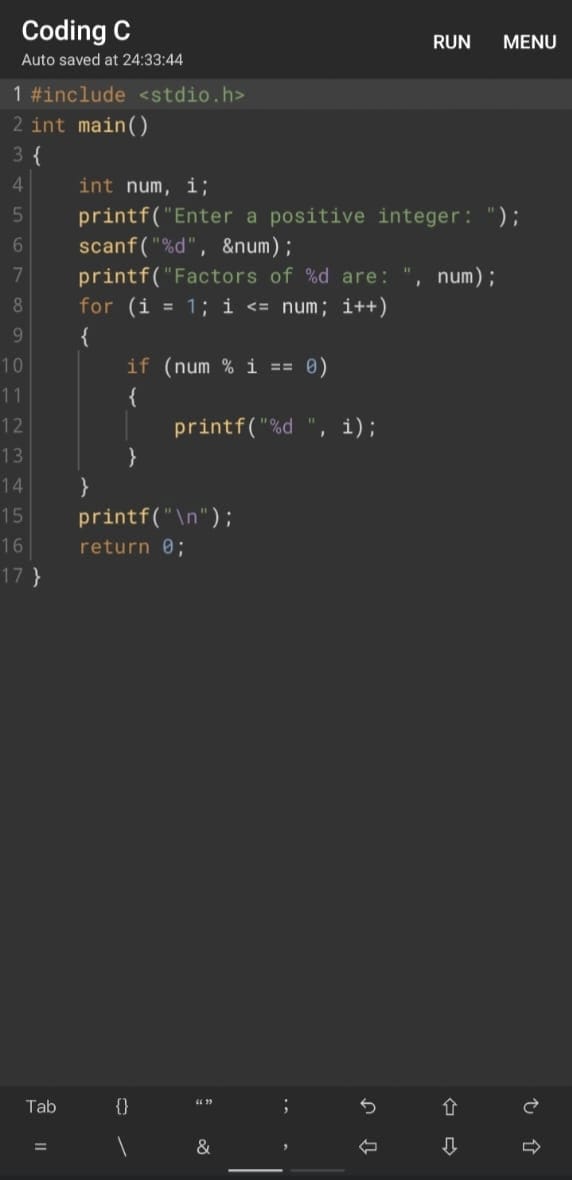 Coding C
RUN MENU
Auto saved at 24:33:44
1 #include <stdio.h>
2 int main()
3 {
4     int num, i;
5     printf("Enter a positive integer: ");
6     scanf("%d", &num);
7     printf("Factors of %d are: ", num);
8     for (i = 1; i <= num; i++)
9     {
10         if (num % i == 0)
11         {
12             printf("%d ", i);
13         }
14     }
15     printf("\n");
16     return 0;
17 }
Tab {} “” ;
= \ & ,